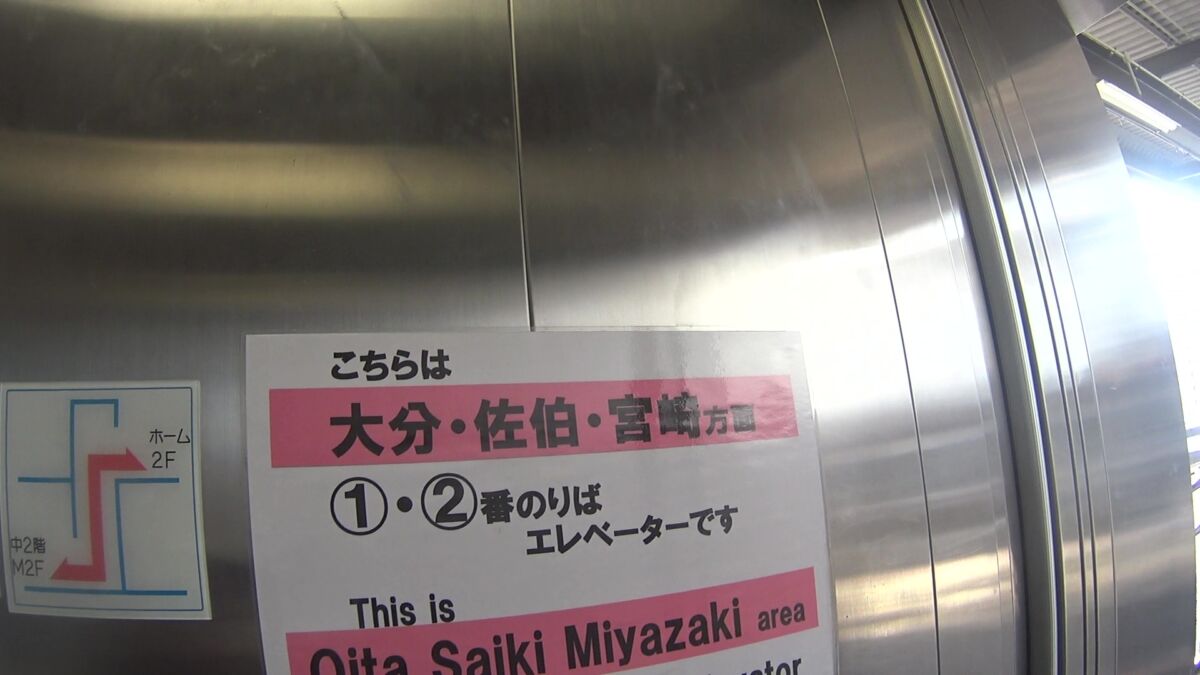 こちらは
大分・佐伯・宮崎方面
①・②番のりば
エレベーターです
This is
Oita Saiki Miyazaki area
ホーム
2F
中2階
M2F